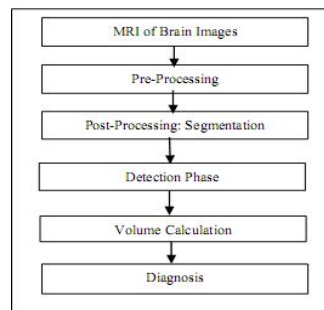 MRI of Brain Images
Pre-Processing
Post-Processing: Segmentation
Detection Phase
Volume Calculation
Diagnosis